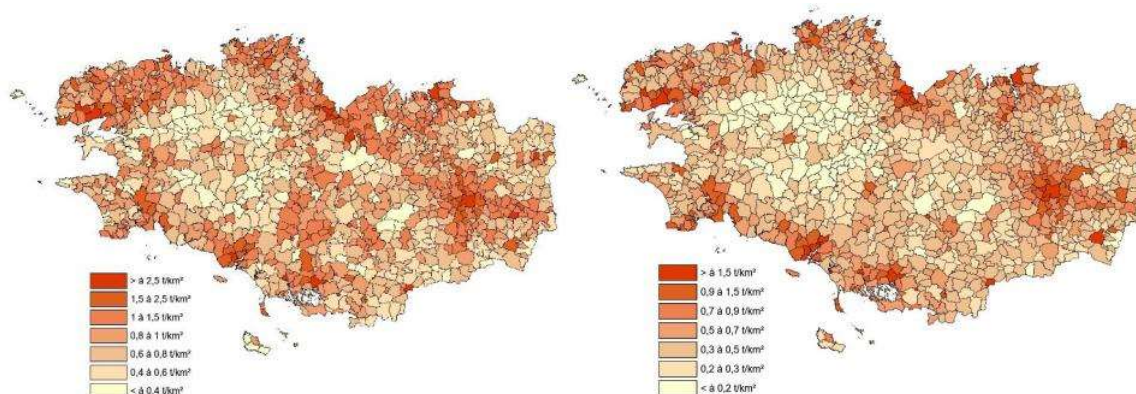 > à 2,5 t/km²
1,5 à 2,5 t/km²
1 à 1,5 t/km²
0,8 à 1 t/km²
0,6 à 0,8 t/km²
0,4 à 0,6 t/km²
< à 0,4 t/km²
> à 1,5 t/km²
0,9 à 1,5 t/km²
0,7 à 0,9 t/km²
0,5 à 0,7 t/km²
0,3 à 0,5 t/km²
0,2 à 0,3 t/km²
< à 0,2 t/km²